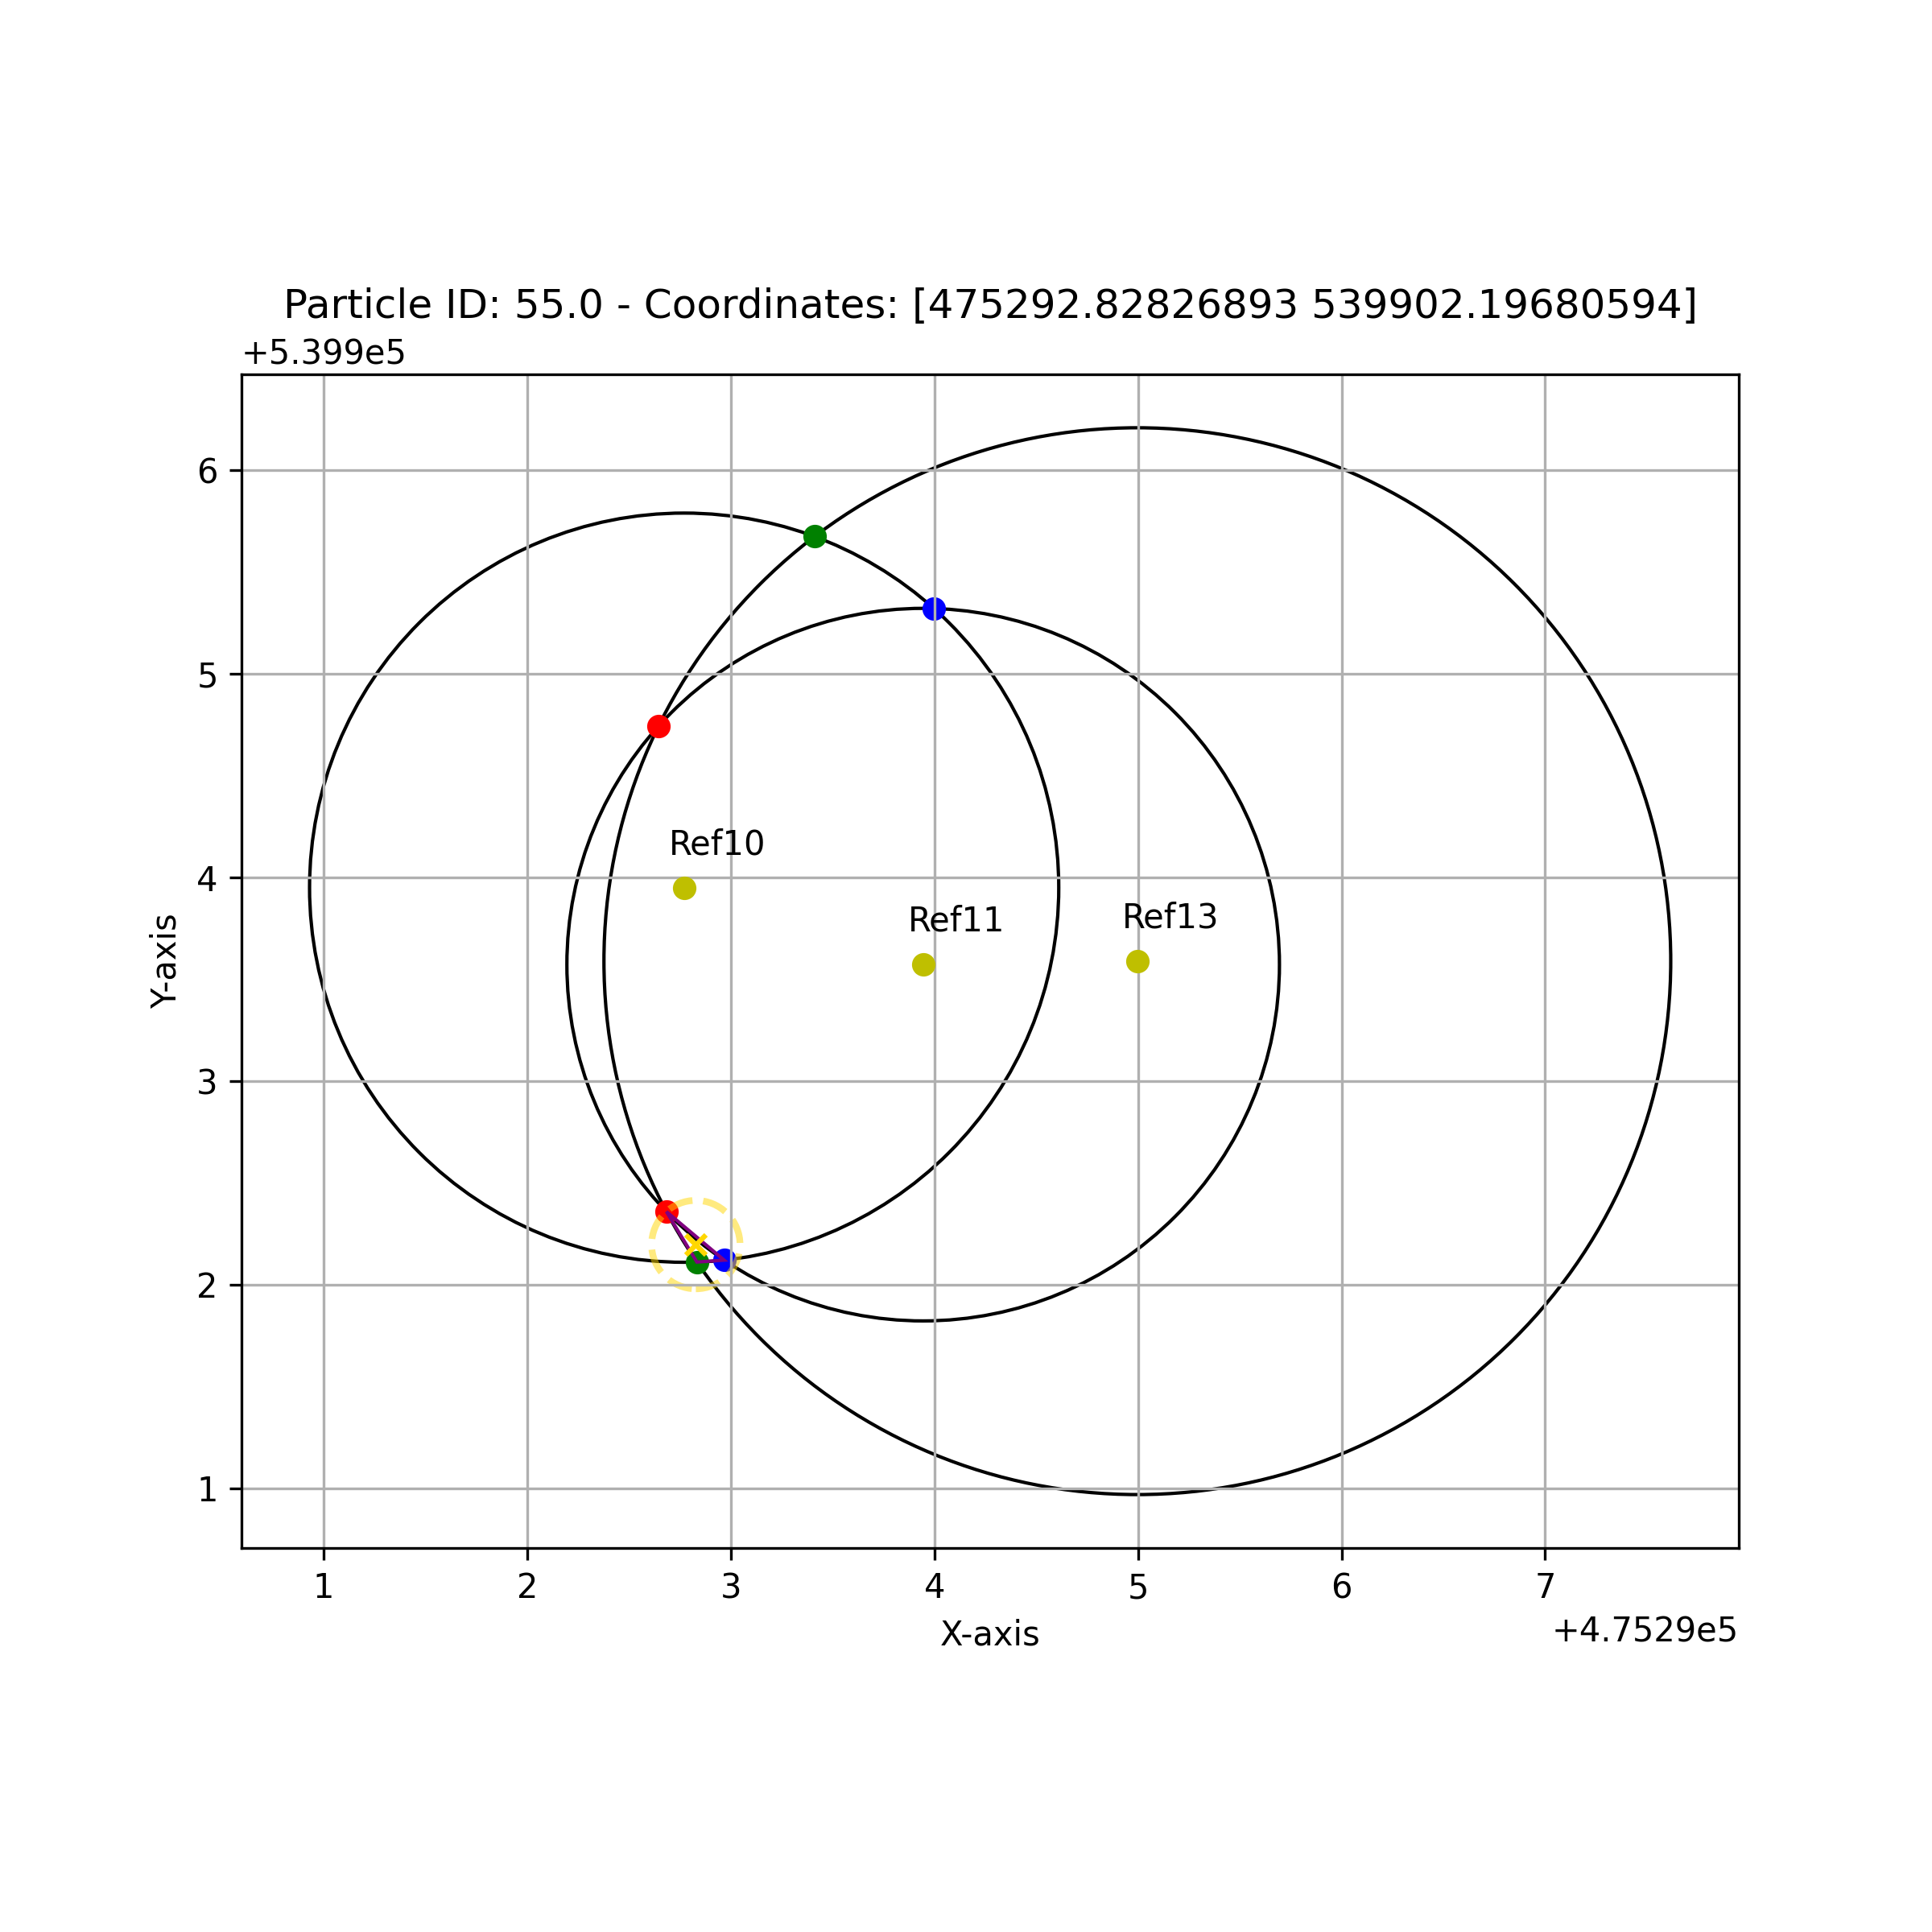 Particle ID: 55.0 - Coordinates: [475292.82826893 539902.19680594]
+5.399e5
6
5
4
3
2
1
Y-axis
Ref10
Ref11
Ref13
1 2 3 4 5 6 7
X-axis
+4.7529e5